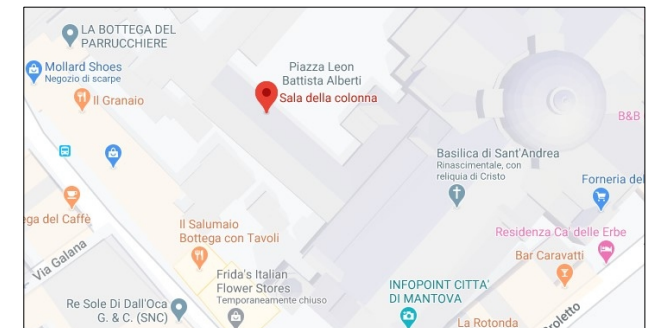 LA BOTTEGA DEL
PARRUCCHIERE
Mollard Shoes
Negozio di scarpe
Il Granaio
Piazza Leon
Battista Alberti
Sala della colonna
B&B
Basilica di Sant'Andrea
Rinascimentale, con
reliquia di Cristo
Forneria del
ega del Caffè
Via Galana
Il Salumaio
Bottega con Tavoli
Residenza Ca' delle Erbe
Bar Caravatti
Frida's Italian
Flower Stores
Temporaneamente chiuso
INFOPOINT CITTA'
DI MANTOVA
Re Sole Di Dall'Oca
G. & C. (SNC)
La Rotonda
roletto